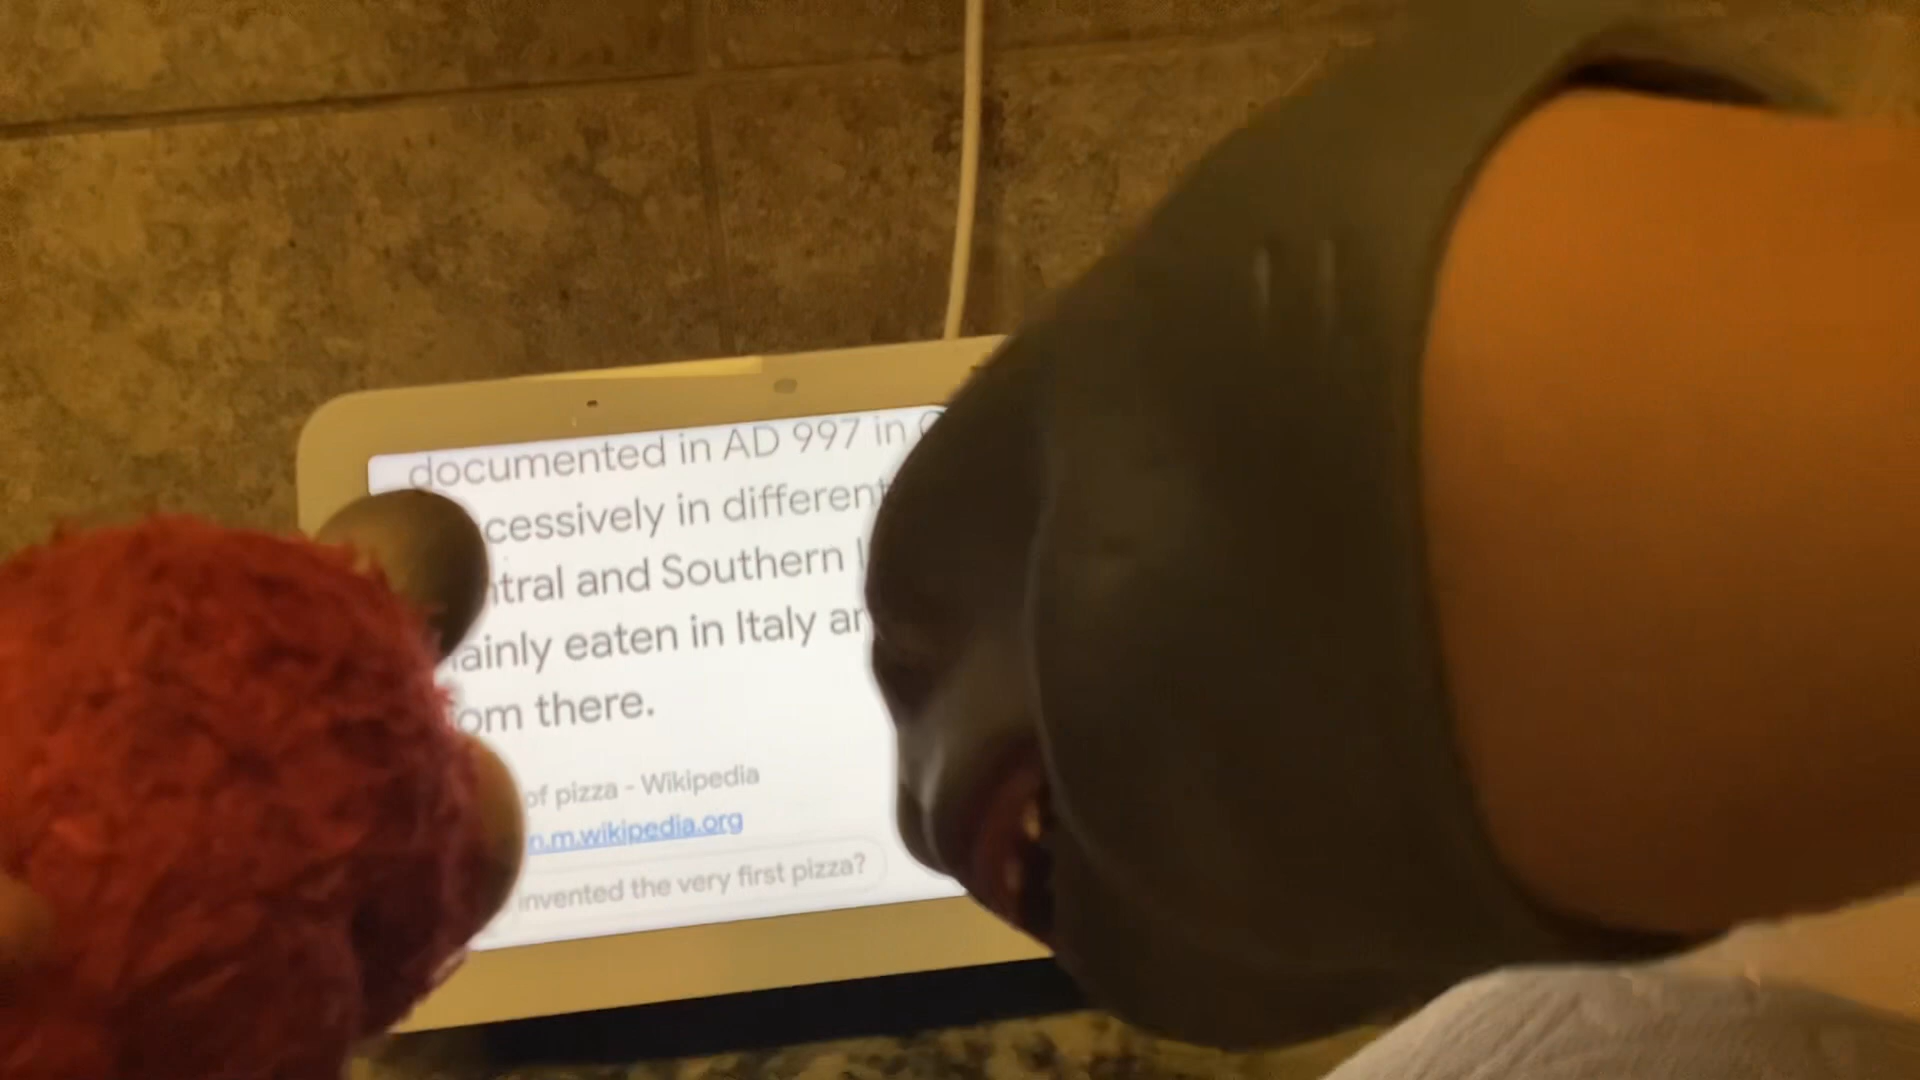 documented in AD 997 in
cessively in different
ntral and Southern
ainly eaten in Italy
om there.
of pizza - Wikipedia
n.m.wikipedia.org
invented the very first pizza?